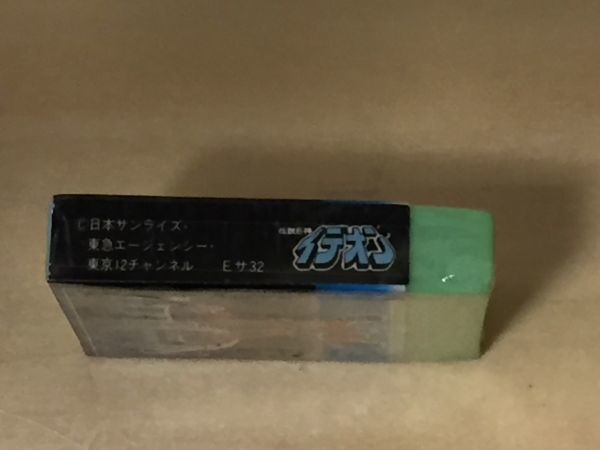 ©日本サンライズ・
東急エージェンシー・
東京12チャンネル Eサ32
伝説巨神
イデオン